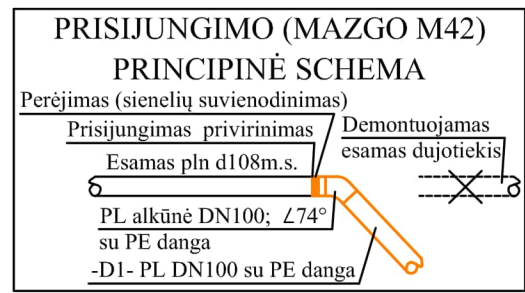 PRISIJUNGIMO (MAZGO M42)
PRINCIPINĖ SCHEMA
Perėjimas (sienelių suvienodinimas)
Prisijungimas privirinimas
Demontuojamas
esamas dujotiekis
Esamas pln d108m.s.
PL alkūnė DN100; ∠74°
su PE danga
-D1- PL DN100 su PE danga